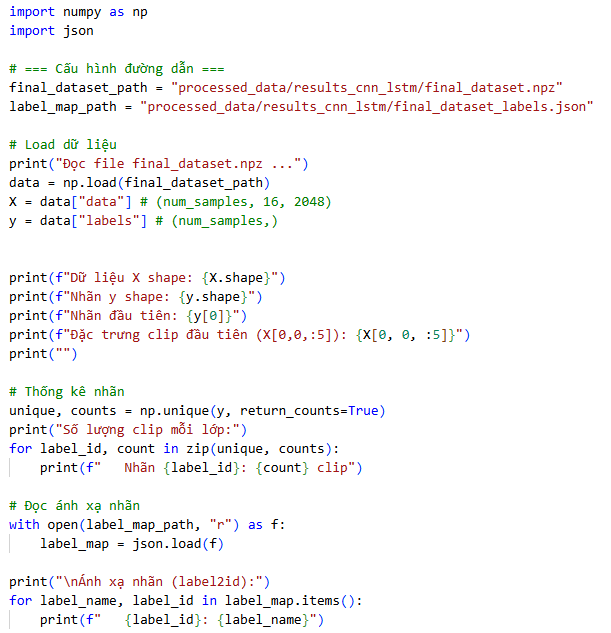 import numpy as np
import json
# === Cấu hình đường dẫn ===
final_dataset_path = "processed_data/results_cnn_lstm/final_dataset.npz"
label_map_path = "processed_data/results_cnn_lstm/final_dataset_labels.json"
# Load dữ liệu
print("Đọc file final_dataset.npz ...")
data = np.load(final_dataset_path)
X = data["data"] # (num_samples, 16, 2048)
y = data["labels"] # (num_samples,)
print(f"Dữ liệu X shape: {X.shape}")
print(f"Nhãn y shape: {y.shape}")
print(f"Nhãn đầu tiên: {y[0]}")
print(f"Đặc trưng clip đầu tiên (X[0,0,:5]): {X[0, 0, :5]}")
print("")
# Thống kê nhãn
unique, counts = np.unique(y, return_counts=True)
print("Số lượng clip mỗi lớp:")
for label_id, count in zip(unique, counts):
    print(f"   Nhãn {label_id}: {count} clip")
# Đọc ánh xạ nhãn
with open(label_map_path, "r") as f:
    label_map = json.load(f)
print("\nÁnh xạ nhãn (label2id):")
for label_name, label_id in label_map.items():
    print(f"   {label_id}: {label_name}")